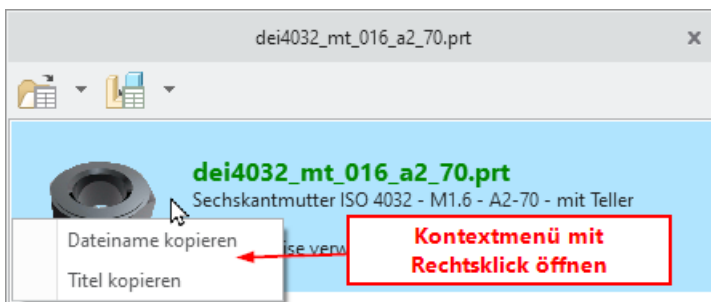 dei4032_mt_016_a2_70.prt
dei4032_mt_016_a2_70.prt
Sechskantmutter ISO 4032 - M1.6 - A2-70 - mit Teller
Dateiname kopieren
Titel kopieren
Kontextmenü mit
Rechtsklick öffnen